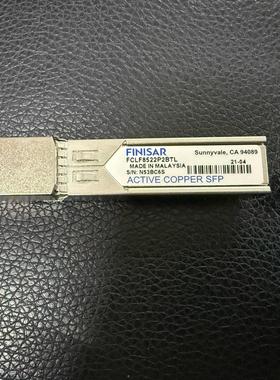 FINISAR
Sunnyvale, CA 94089
FCLF8522P2BTL
MADE IN MALAYSIA
21-04
S/N: N53BC6S
ACTIVE COPPER SFP